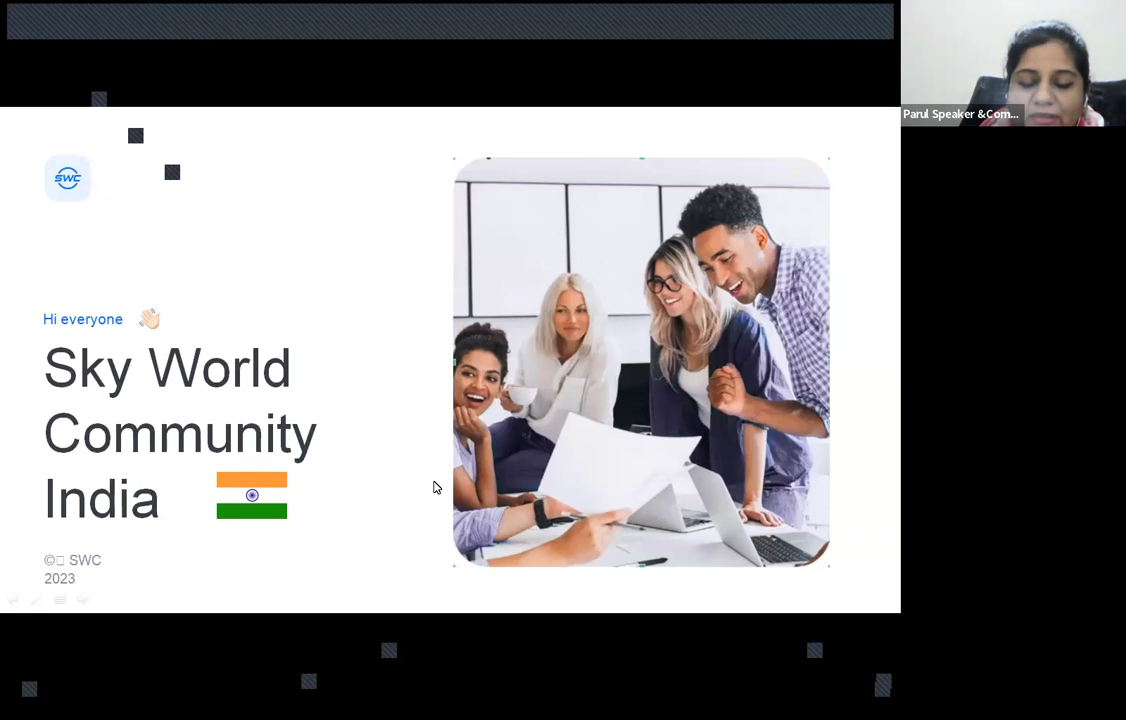 Parul Speaker &Com...
SWC
Hi everyone 👋🏻
Sky World
Community
India
©□ SWC
2023